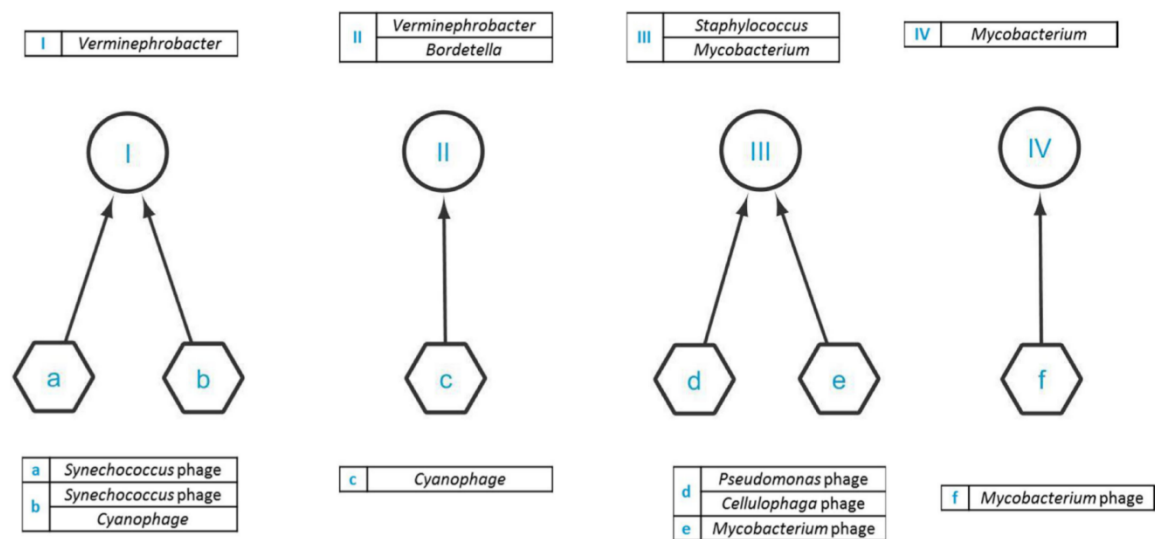 I Verminephrobacter
II Verminephrobacter
Bordetella
III Staphylococcus
Mycobacterium
IV Mycobacterium
I
II
III
IV
a
b
c
d
e
f
a Synechococcus phage
b Synechococcus phage
Cyanophage
c Cyanophage
d Pseudomonas phage
Cellulophaga phage
e Mycobacterium phage
f Mycobacterium phage